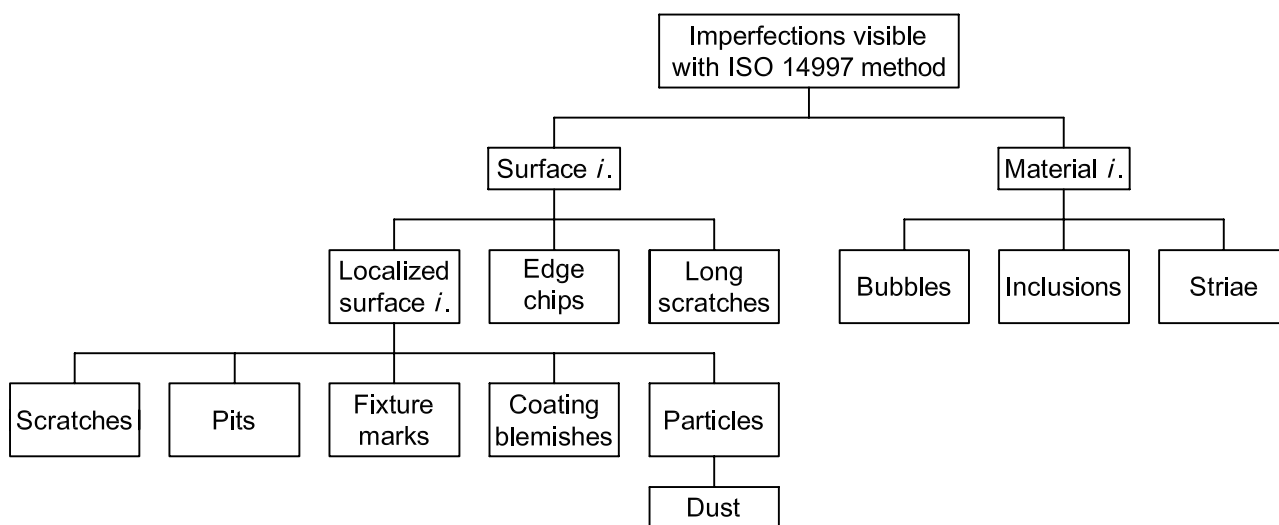 Imperfections visible
with ISO 14997 method
Surface i.
Material i.
Localized
surface i.
Edge
chips
Long
scratches
Bubbles
Inclusions
Striae
Scratches
Pits
Fixture
marks
Coating
blemishes
Particles
Dust